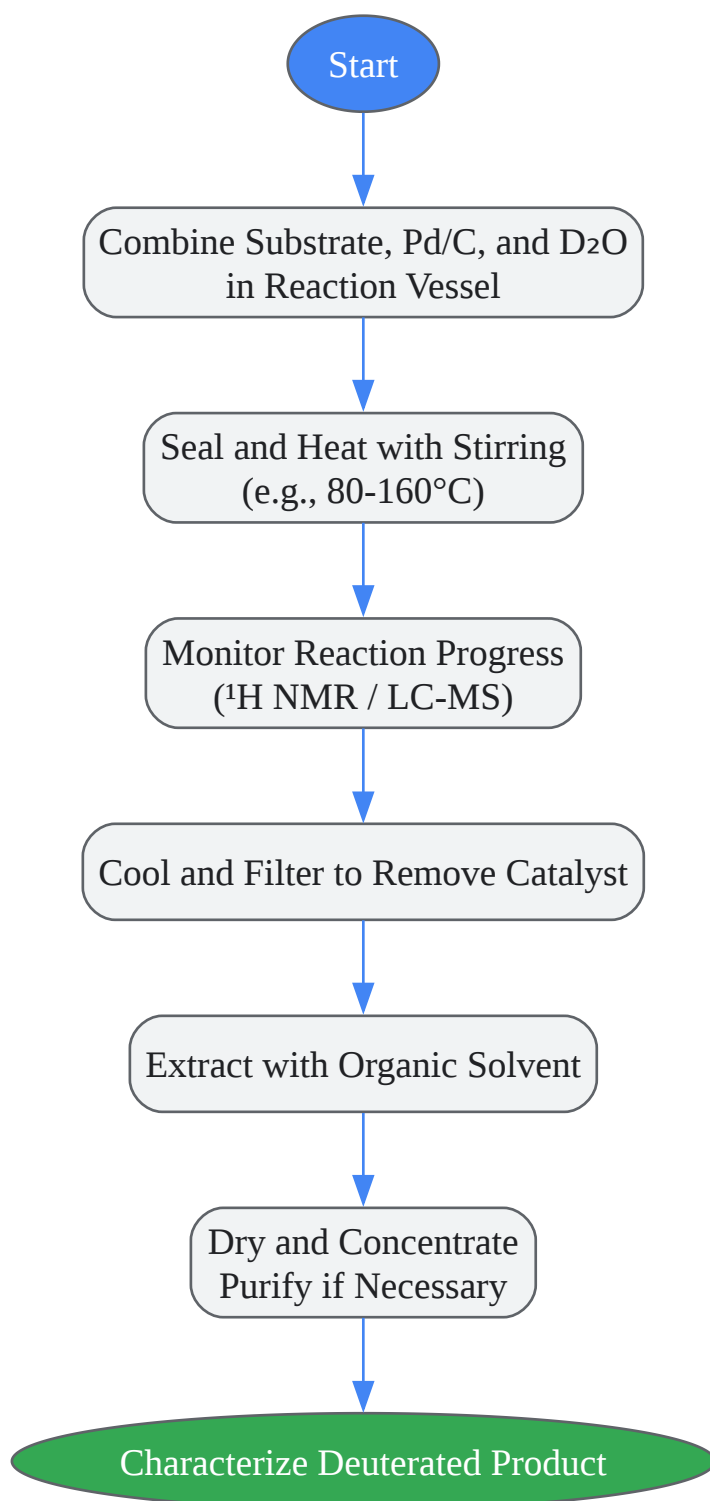 Start
Combine Substrate, Pd/C, and D₂O
in Reaction Vessel
Seal and Heat with Stirring
(e.g., 80-160°C)
Monitor Reaction Progress
(¹H NMR / LC-MS)
Cool and Filter to Remove Catalyst
Extract with Organic Solvent
Dry and Concentrate
Purify if Necessary
Characterize Deuterated Product